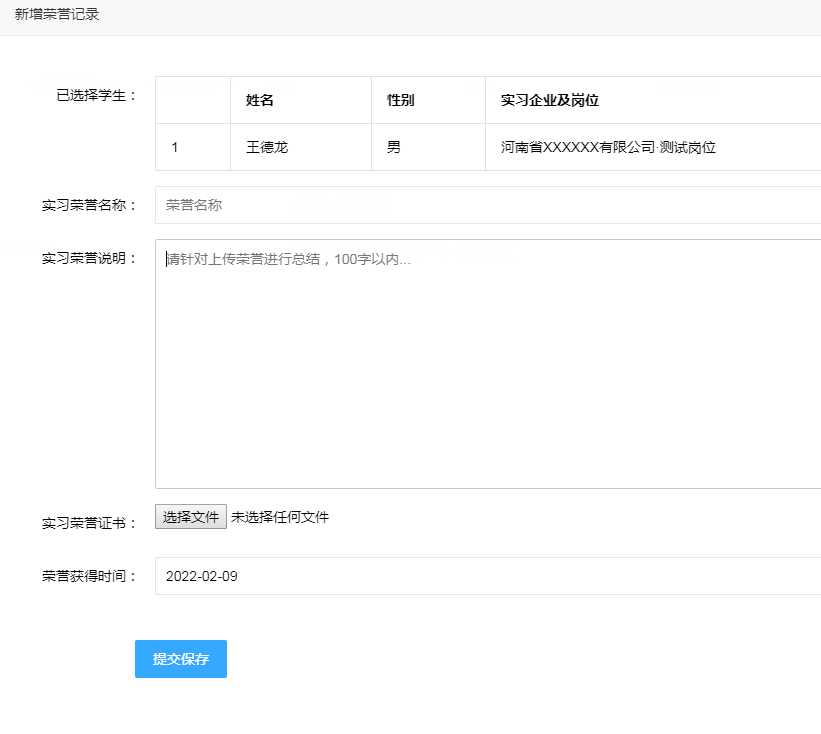 新增荣誉记录
已选择学生：
姓名 性别 实习企业及岗位
1 王德龙 男 河南省XXXXXX有限公司·测试岗位
实习荣誉名称： 荣誉名称
实习荣誉说明： 请针对上传荣誉进行总结，100字以内...
实习荣誉证书： 选择文件 未选择任何文件
荣誉获得时间： 2022-02-09
提交保存